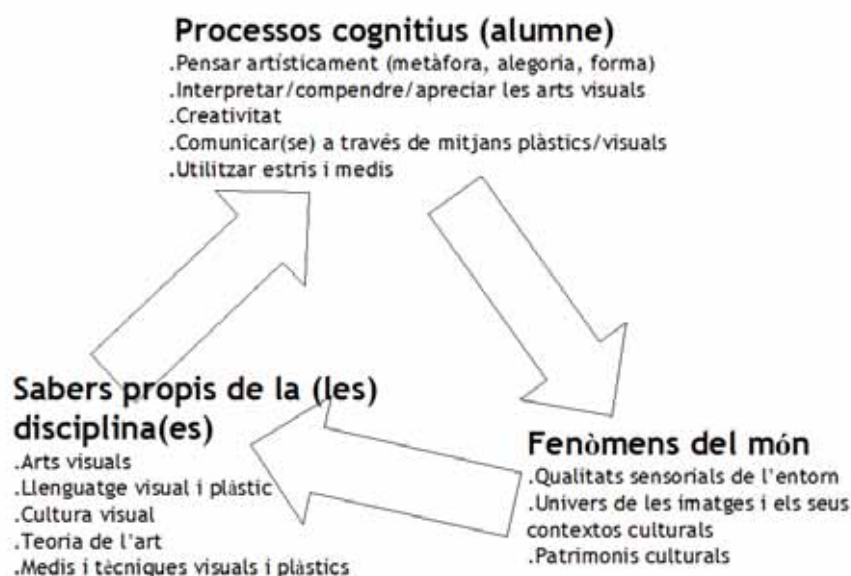 Processos cognitius (alumne)
.Pensar artísticament (metàfora, alegoria, forma)
.Interpretar/compendre/apreciar les arts visuals
.Creativitat
.Comunicar(se) a través de mitjans plàstics/visuals
.Utilitzar estris i medis
Sabers propis de la (les)
disciplina(es)
.Arts visuals
.Llenguatge visual i plàstic
.Cultura visual
.Teoria de l'art
.Medis i tècniques visuals i plàstics
Fenòmens del món
.Qualitats sensorials de l'entorn
.Univers de les imatges i els seus
contextos culturals
.Patrimonis culturals